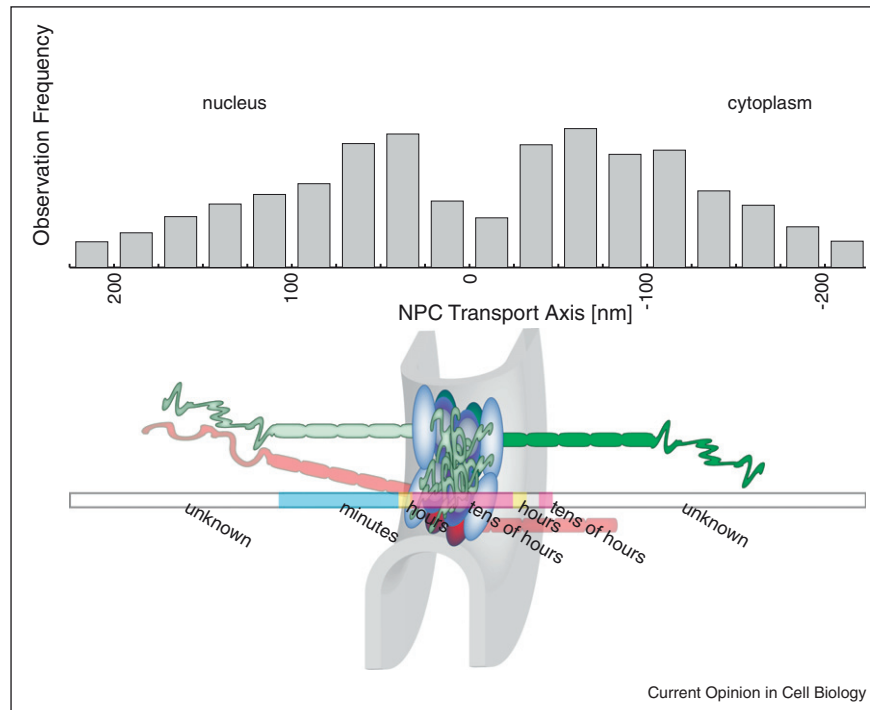 Observation Frequency
nucleus
cytoplasm
200
100
0
-100
-200
NPC Transport Axis [nm]
unknown
minutes
hours
tens of hours
hours
tens of hours
unknown
Current Opinion in Cell Biology